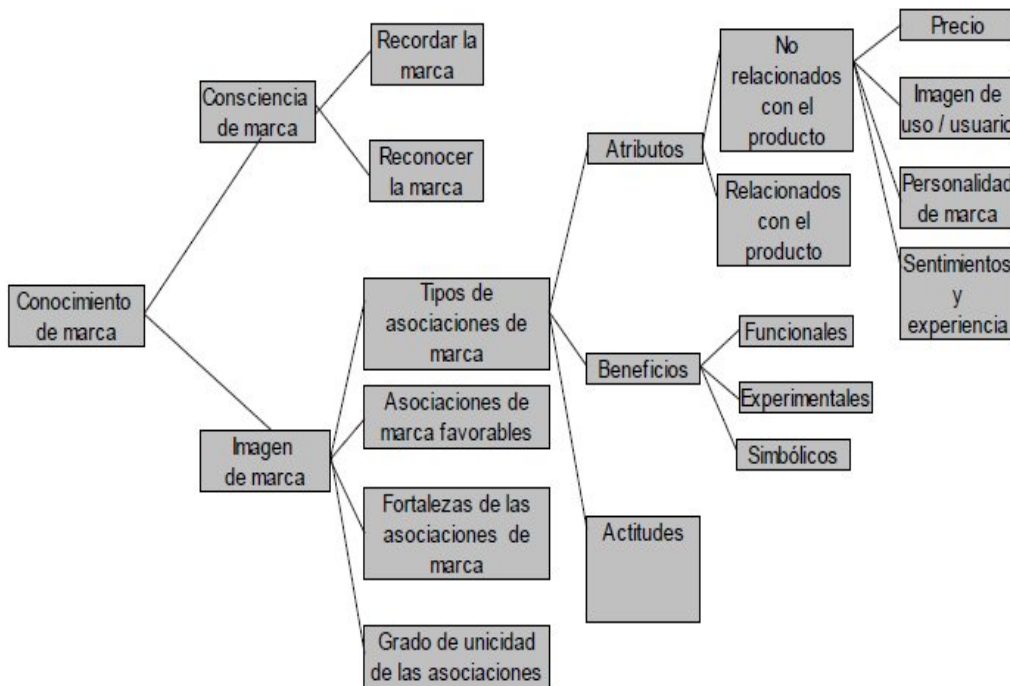 Conocimiento
de marca
Consciencia
de marca
Recordar la
marca
Reconocer
la marca
Imagen
de marca
Tipos de
asociaciones de
marca
Asociaciones de
marca favorables
Fortalezas de las
asociaciones de
marca
Grado de unicidad
de las asociaciones
Atributos
No
relacionados
con el
producto
Relacionados
con el
producto
Precio
Imagen de
uso / usuario
Personalidad
de marca
Sentimientos
y
experiencia
Beneficios
Funcionales
Experimentales
Simbólicos
Actitudes